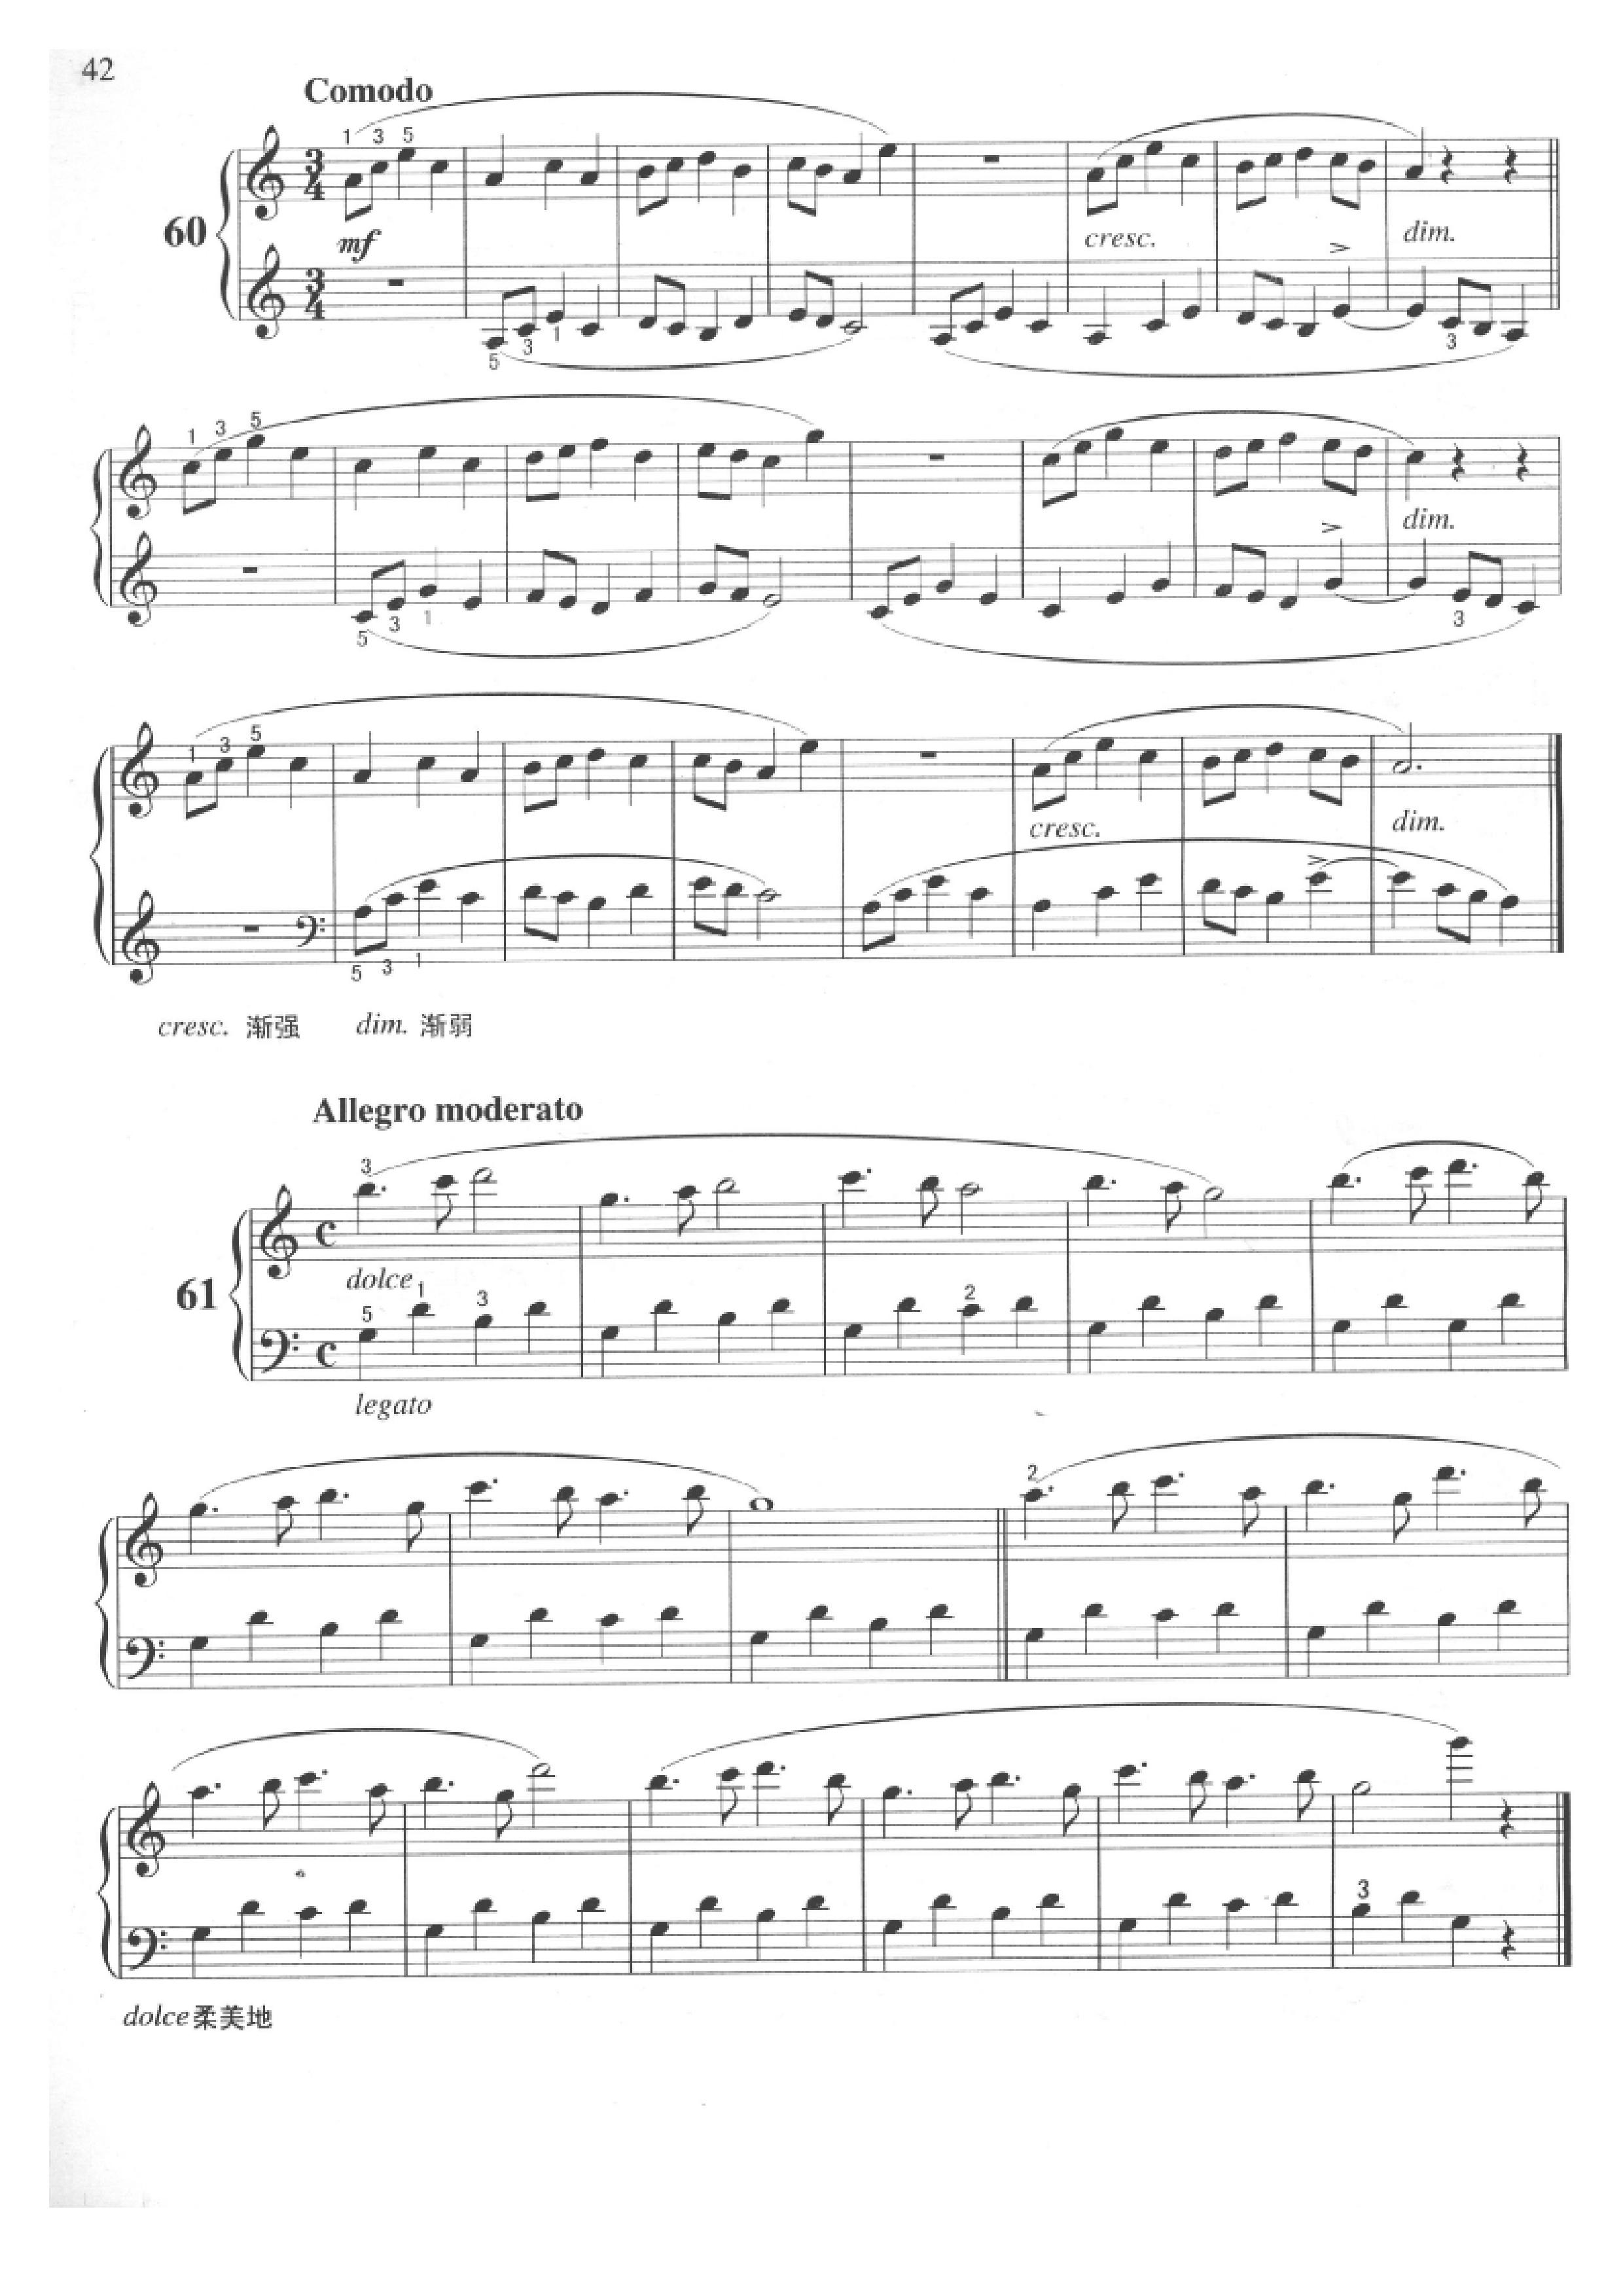 42
Comodo
1 3 5
3 4
60
mf
cresc.
dim.
>
3 4
5 3 1
3
1 3 5
dim.
>
5 3 1
3
1 3 5
cresc.
dim.
>
5 3 1
cresc. 渐强 dim. 渐弱
Allegro moderato
3
61
dolce
5 1 3 2
legato
2
3
dolce柔美地